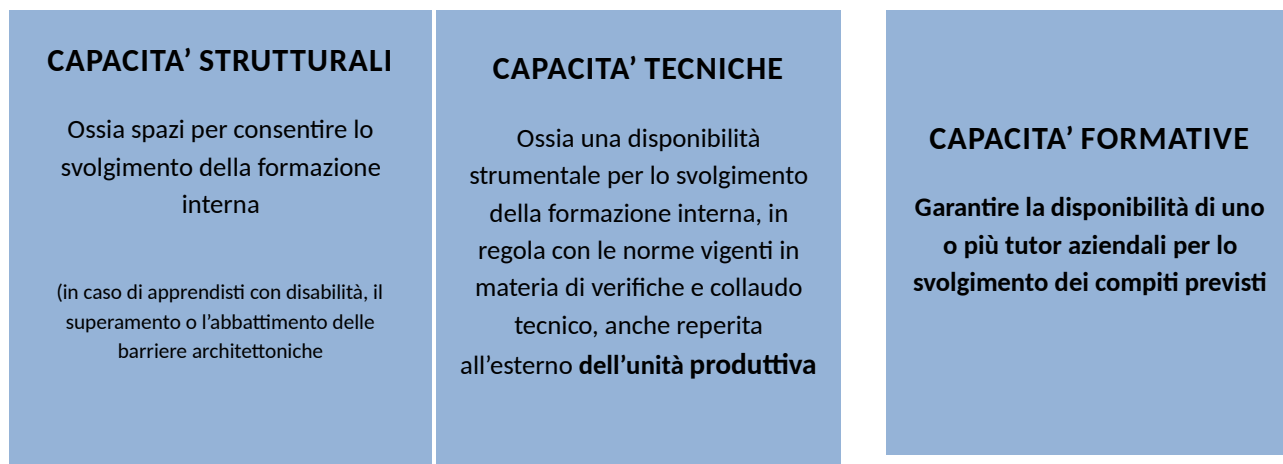 CAPACITA’ STRUTTURALI
Ossia spazi per consentire lo
svolgimento della formazione
interna
(in caso di apprendisti con disabilità, il
superamento o l’abbattimento delle
barriere architettoniche
CAPACITA’ TECNICHE
Ossia una disponibilità
strumentale per lo svolgimento
della formazione interna, in
regola con le norme vigenti in
materia di verifiche e collaudo
tecnico, anche reperita
all’esterno dell’unità produttiva
CAPACITA’ FORMATIVE
Garantire la disponibilità di uno
o più tutor aziendali per lo
svolgimento dei compiti previsti